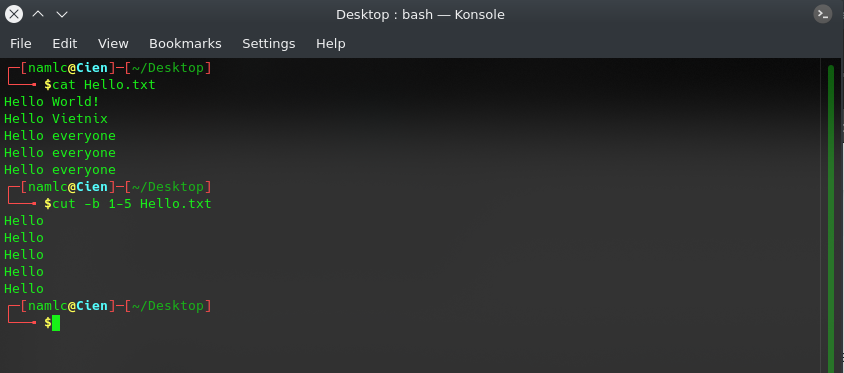 Desktop : bash — Konsole
File Edit View Bookmarks Settings Help
┌─[namlc@Cien]─[~/Desktop]
└──╼ $cat Hello.txt
Hello World!
Hello Vietnix
Hello everyone
Hello everyone
Hello everyone
┌─[namlc@Cien]─[~/Desktop]
└──╼ $cut -b 1-5 Hello.txt
Hello
Hello
Hello
Hello
Hello
┌─[namlc@Cien]─[~/Desktop]
└──╼ $